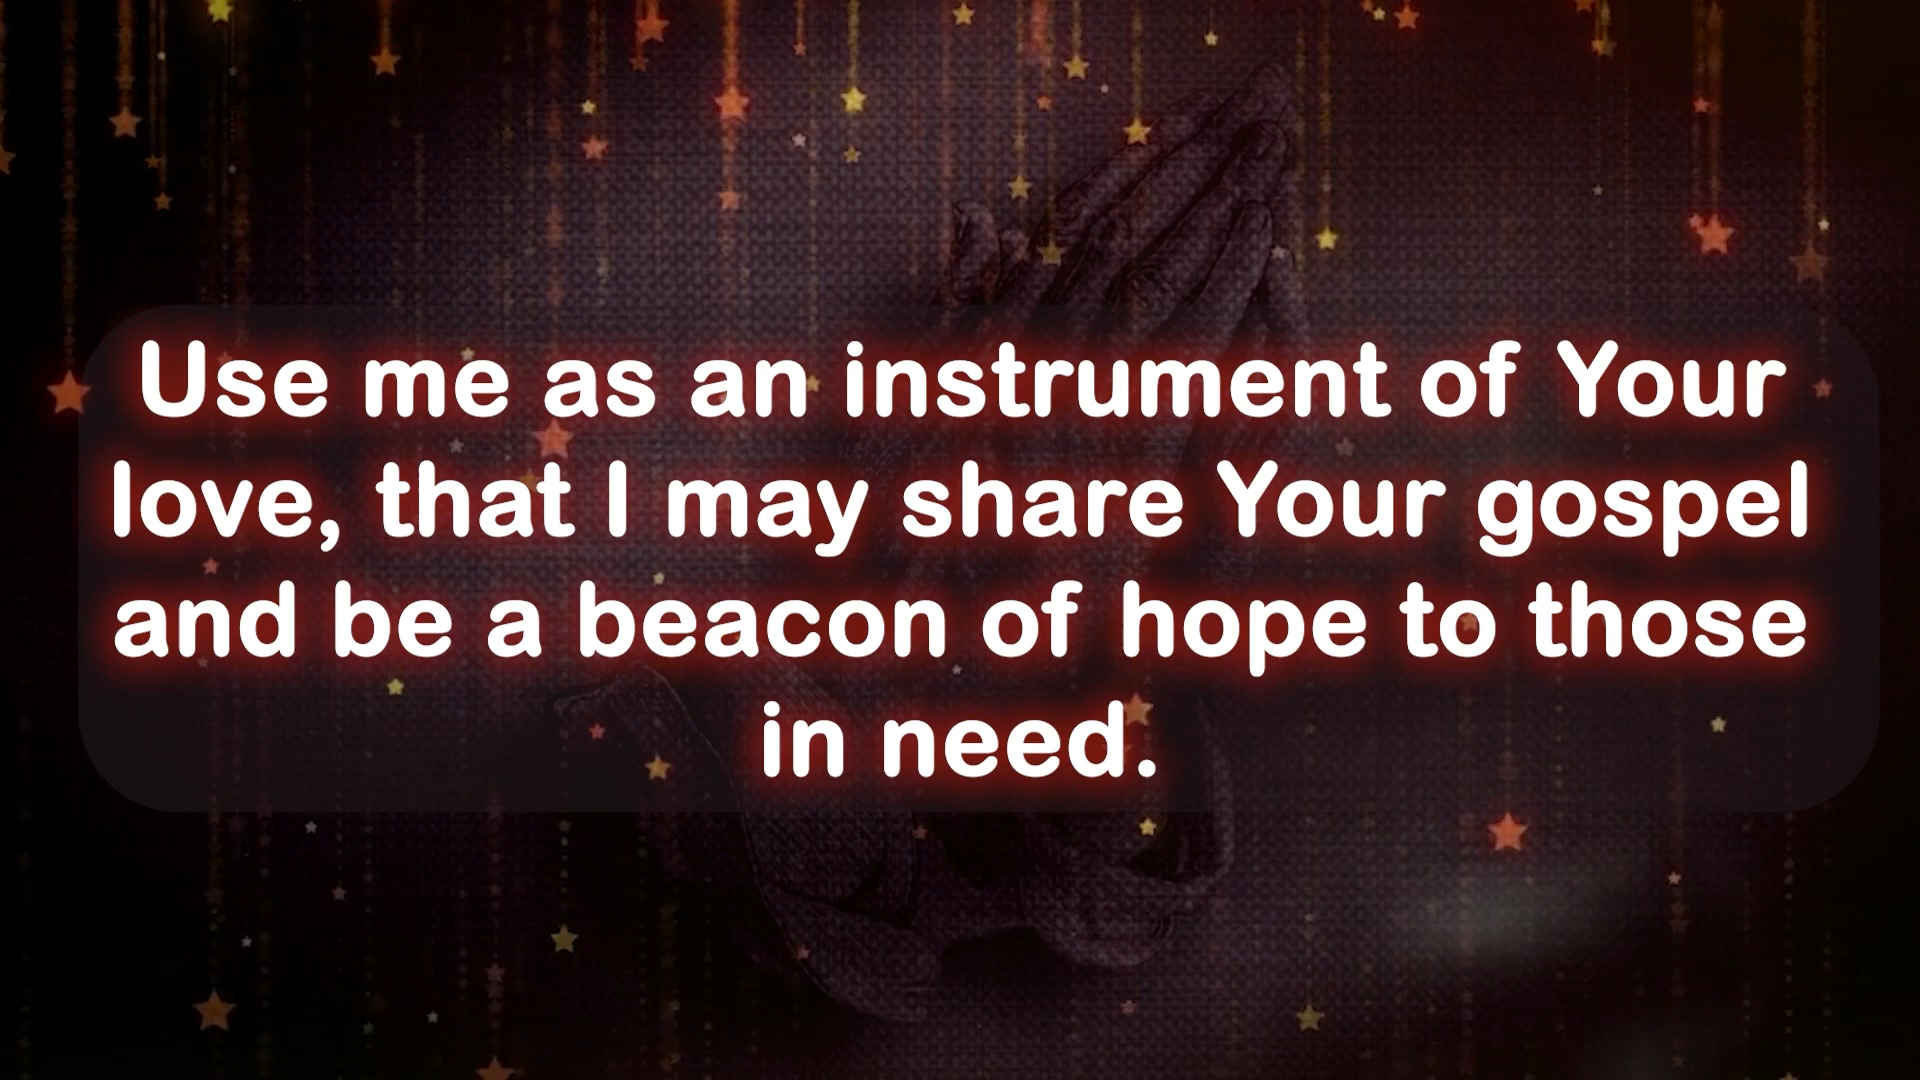 Use me as an instrument of Your
love, that I may share Your gospel
and be a beacon of hope to those
in need.